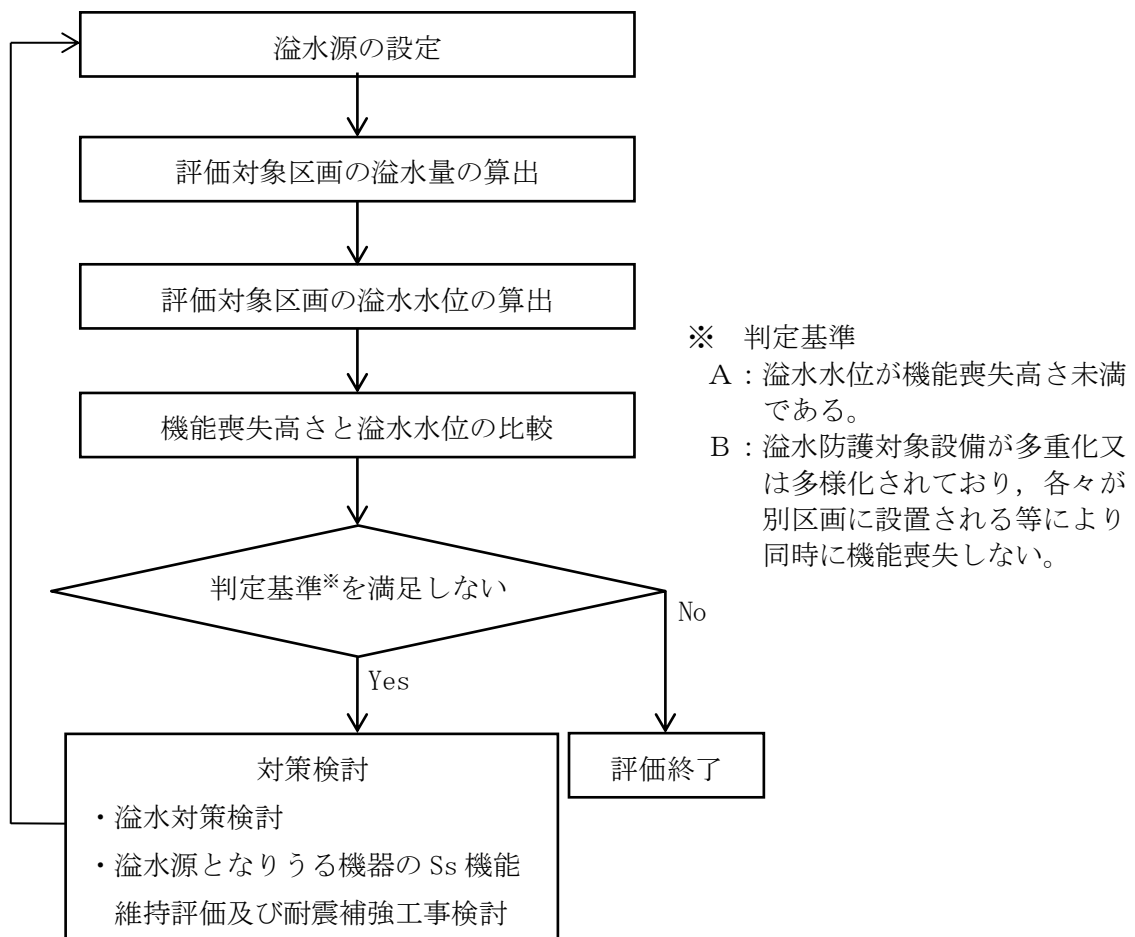 溢水源の設定
評価対象区画の溢水量の算出
評価対象区画の溢水水位の算出
機能喪失高さと溢水水位の比較
※　判定基準
Ａ：溢水水位が機能喪失高さ未満
である。
Ｂ：溢水防護対象設備が多重化又
は多様化されており，各々が
別区画に設置される等により
同時に機能喪失しない。
判定基準※を満足しない
No
Yes
対策検討
・溢水対策検討
・溢水源となりうる機器の Ss 機能
維持評価及び耐震補強工事検討
評価終了